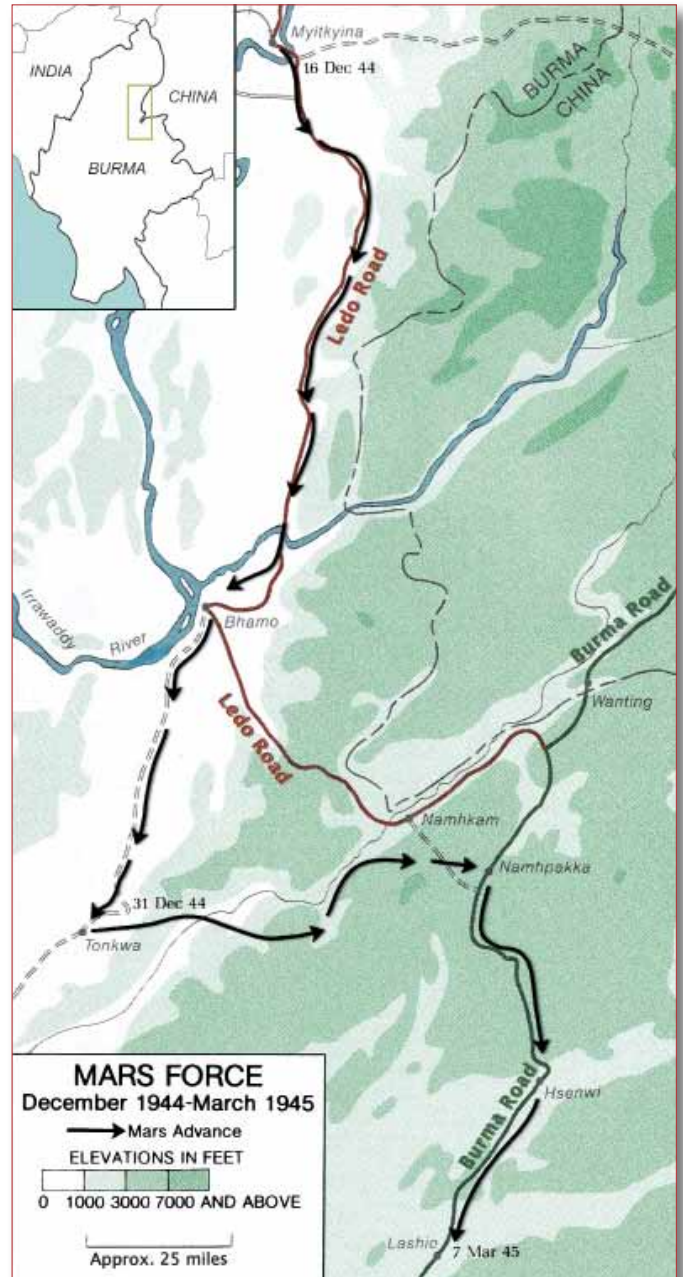 INDIA
CHINA
BURMA
Myitkyina
16 Dec 44
BURMA
CHINA
Ledo Road
Irrawaddy
River
Bhamo
Ledo Road
Burma Road
Wanting
Namhkam
Namhpakka
31 Dec 44
Tonkwa
Hsenwi
Burma Road
Lashio
7 Mar 45
MARS FORCE
December 1944-March 1945
Mars Advance
ELEVATIONS IN FEET
0 1000 3000 7000 AND ABOVE
Approx. 25 miles